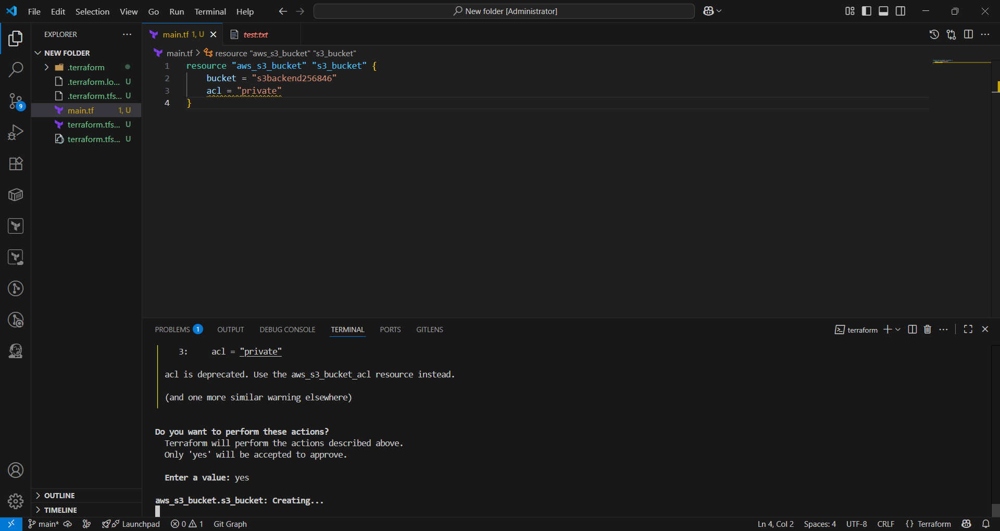 File Edit Selection View Go Run Terminal Help
New folder [Administrator]
EXPLORER
NEW FOLDER
.terraform
.terraform.lo... U
.terraform.tfs... U
main.tf 1, U
terraform.tfs... U
terraform.tfs... U
9
OUTLINE
TIMELINE
main.tf 1, U
test.txt
main.tf > resource "aws_s3_bucket" "s3_bucket"
1 resource "aws_s3_bucket" "s3_bucket" {
2 bucket = "s3backend256846"
3 acl = "private"
4 }
PROBLEMS 1 OUTPUT DEBUG CONSOLE TERMINAL PORTS GITLENS
terraform
3: acl = "private"
acl is deprecated. Use the aws_s3_bucket_acl resource instead.
(and one more similar warning elsewhere)
Do you want to perform these actions?
Terraform will perform the actions described above.
Only 'yes' will be accepted to approve.
Enter a value: yes
aws_s3_bucket.s3_bucket: Creating...
main* Launchpad 0 1 Git Graph
Ln 4, Col 2 Spaces: 4 UTF-8 CRLF {} Terraform